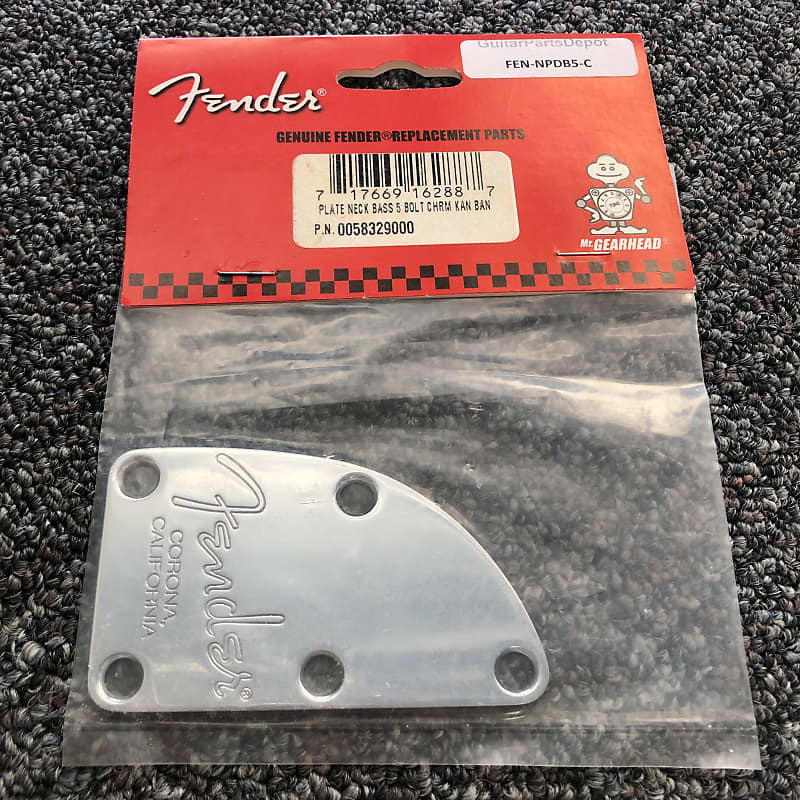 GuitarPartsDepot
FEN-NPDB5-C
Fender®
GENUINE FENDER® REPLACEMENT PARTS
7 17669 16288 7
PLATE NECK BASS 5 BOLT CHRM KAN BAN
P.N. 0058329000
Mr. GEARHEAD®
Fender®
CORONA,
CALIFORNIA